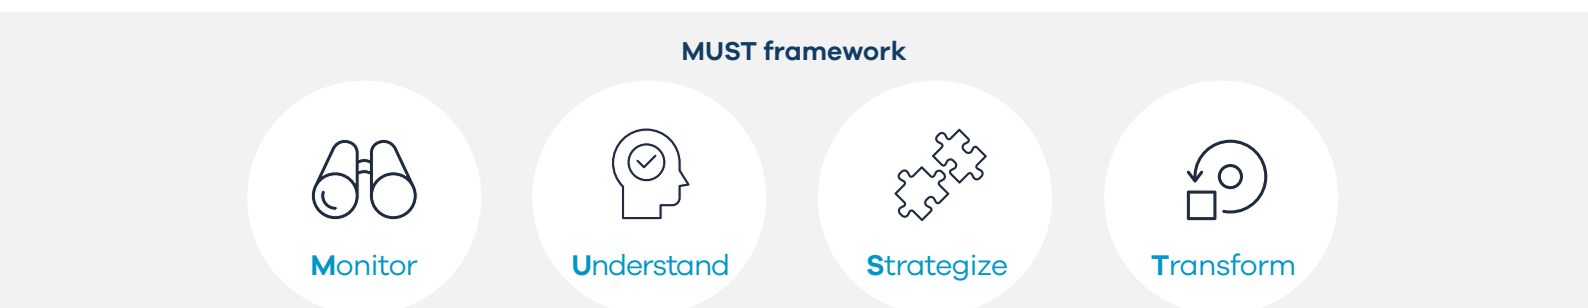 MUST framework
Monitor
Understand
Strategize
Transform